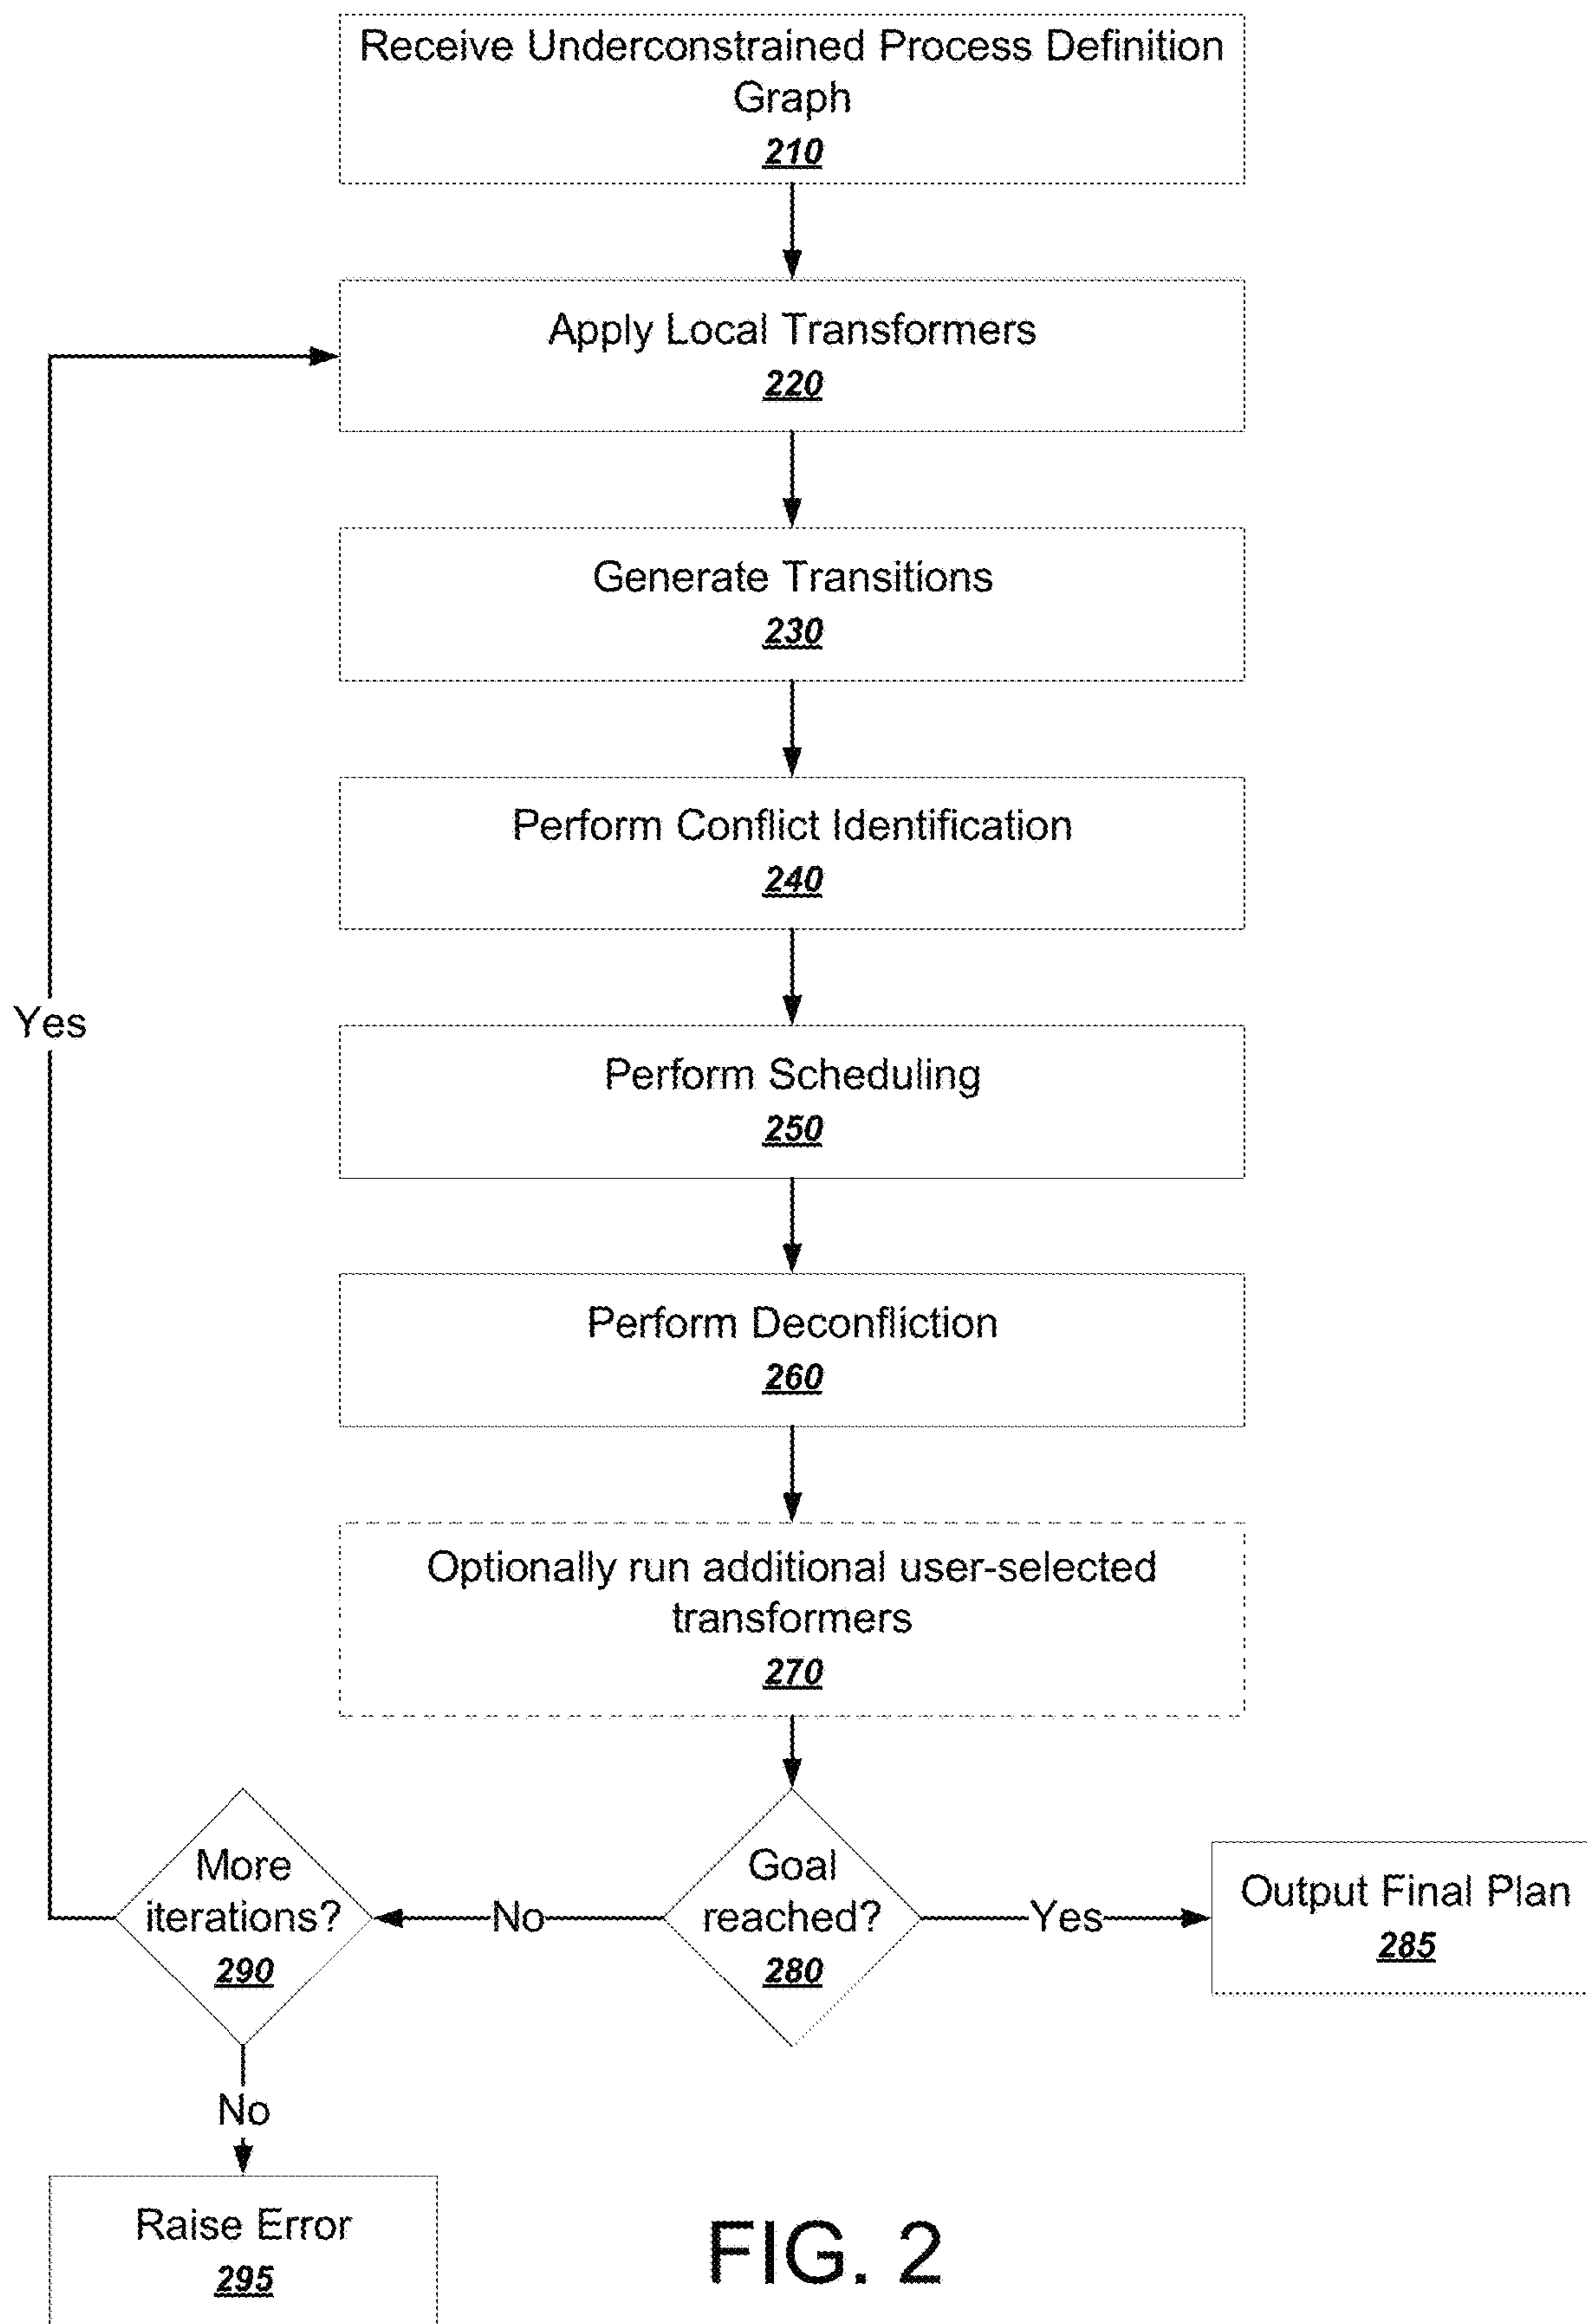 Receive Underconstrained Process Definition
Graph
210
Apply Local Transformers
220
Generate Transitions
230
Perform Conflict Identification
240
Yes
Perform Scheduling
250
Perform Deconfliction
260
Optionally run additional user-selected
transformers
270
More
iterations?
290
No
Goal
reached?
280
Yes
Output Final Plan
285
No
Raise Error
295
FIG. 2